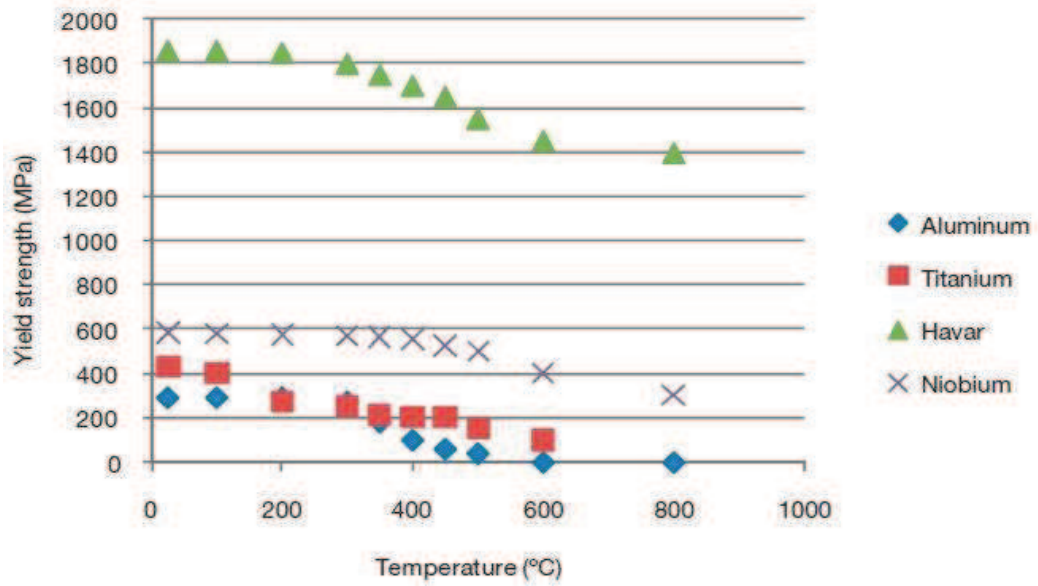 2000
1800
1600
1400
1200
1000
800
600
400
200
0
Yield strength (MPa)
0 200 400 600 800 1000
Temperature (ºC)
Aluminum
Titanium
Havar
Niobium